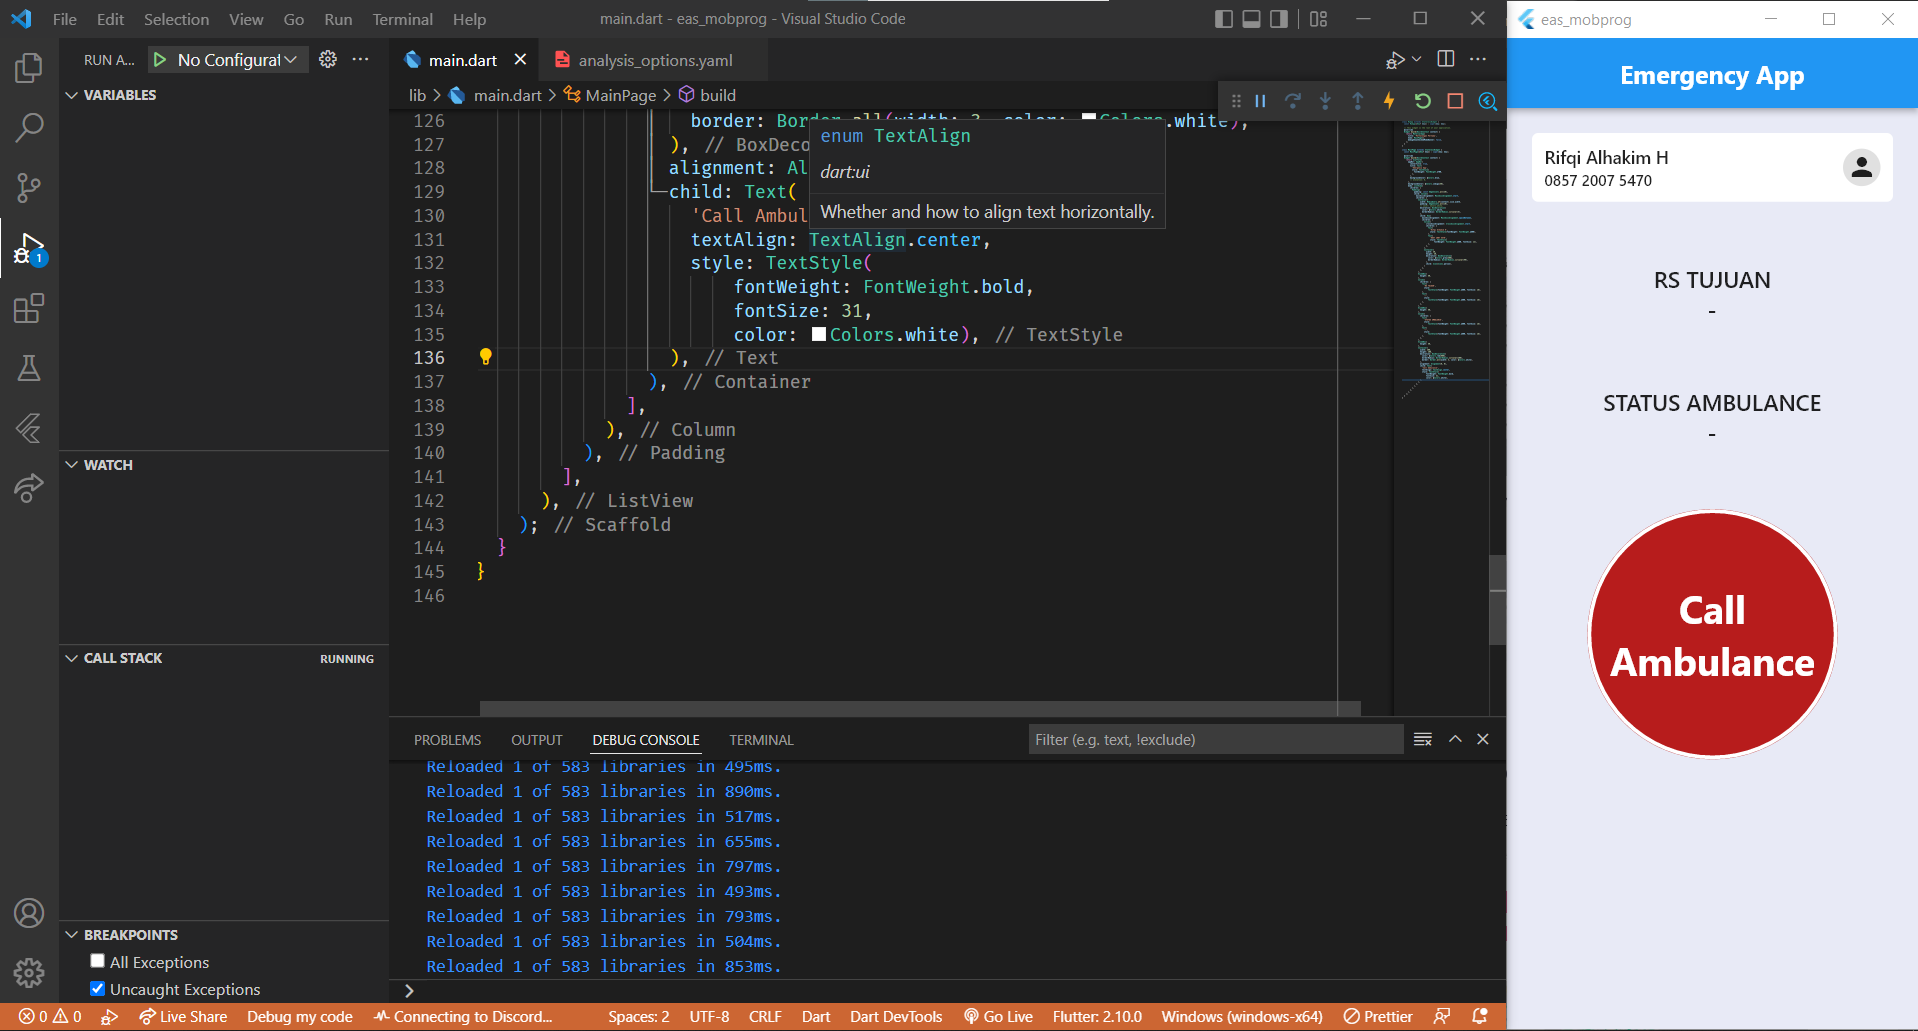 File Edit Selection View Go Run Terminal Help
main.dart - eas_mobprog - Visual Studio Code
RUN A... No Configurat
VARIABLES
WATCH
CALL STACK RUNNING
BREAKPOINTS
All Exceptions
Uncaught Exceptions
1
main.dart analysis_options.yaml
lib > main.dart > MainPage > build
126 border: Border.all(width: 3, color: Colors.white),
127 ), // BoxDeco
128 alignment: Al
129 child: Text(
130 'Call Ambul
131 textAlign: TextAlign.center,
132 style: TextStyle(
133 fontWeight: FontWeight.bold,
134 fontSize: 31,
135 color: Colors.white), // TextStyle
136 ), // Text
137 ), // Container
138 ],
139 ), // Column
140 ), // Padding
141 ],
142 ), // ListView
143 ); // Scaffold
144 }
145 }
146
enum TextAlign
dart:ui
Whether and how to align text horizontally.
PROBLEMS OUTPUT DEBUG CONSOLE TERMINAL
Filter (e.g. text, !exclude)
Reloaded 1 of 583 libraries in 495ms.
Reloaded 1 of 583 libraries in 890ms.
Reloaded 1 of 583 libraries in 517ms.
Reloaded 1 of 583 libraries in 655ms.
Reloaded 1 of 583 libraries in 797ms.
Reloaded 1 of 583 libraries in 493ms.
Reloaded 1 of 583 libraries in 793ms.
Reloaded 1 of 583 libraries in 504ms.
Reloaded 1 of 583 libraries in 853ms.
>
0 0 Live Share Debug my code Connecting to Discord... Spaces: 2 UTF-8 CRLF Dart Dart DevTools Go Live Flutter: 2.10.0 Windows (windows-x64) Prettier
eas_mobprog
Emergency App
Rifqi Alhakim H
0857 2007 5470
RS TUJUAN
-
STATUS AMBULANCE
-
Call
Ambulance